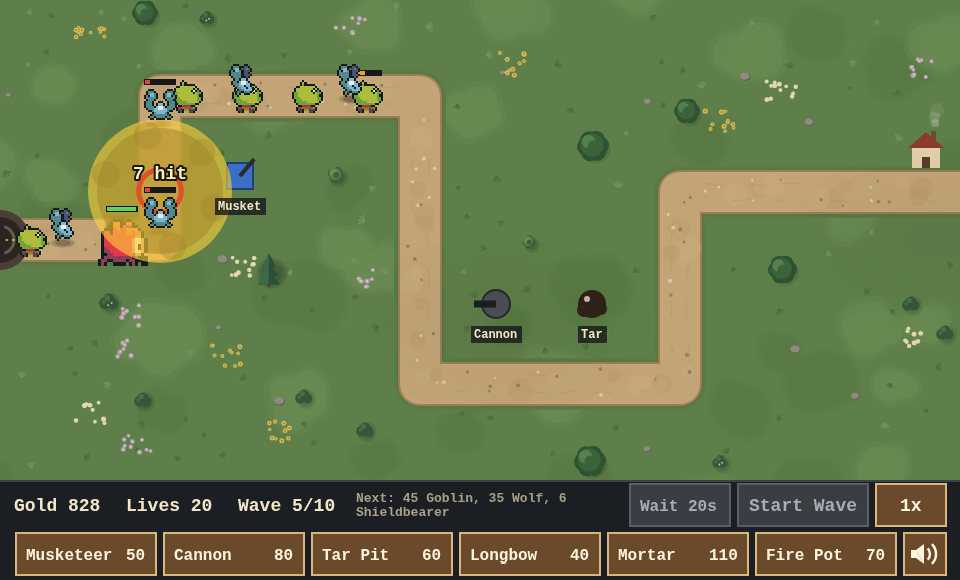 7 hit
Musket
Cannon
Tar
Gold 828
Lives 20
Wave 5/10
Next: 45 Goblin, 35 Wolf, 6
Shieldbearer
Wait 20s
Start Wave
1x
Musketeer 50
Cannon 80
Tar Pit 60
Longbow 40
Mortar 110
Fire Pot 70